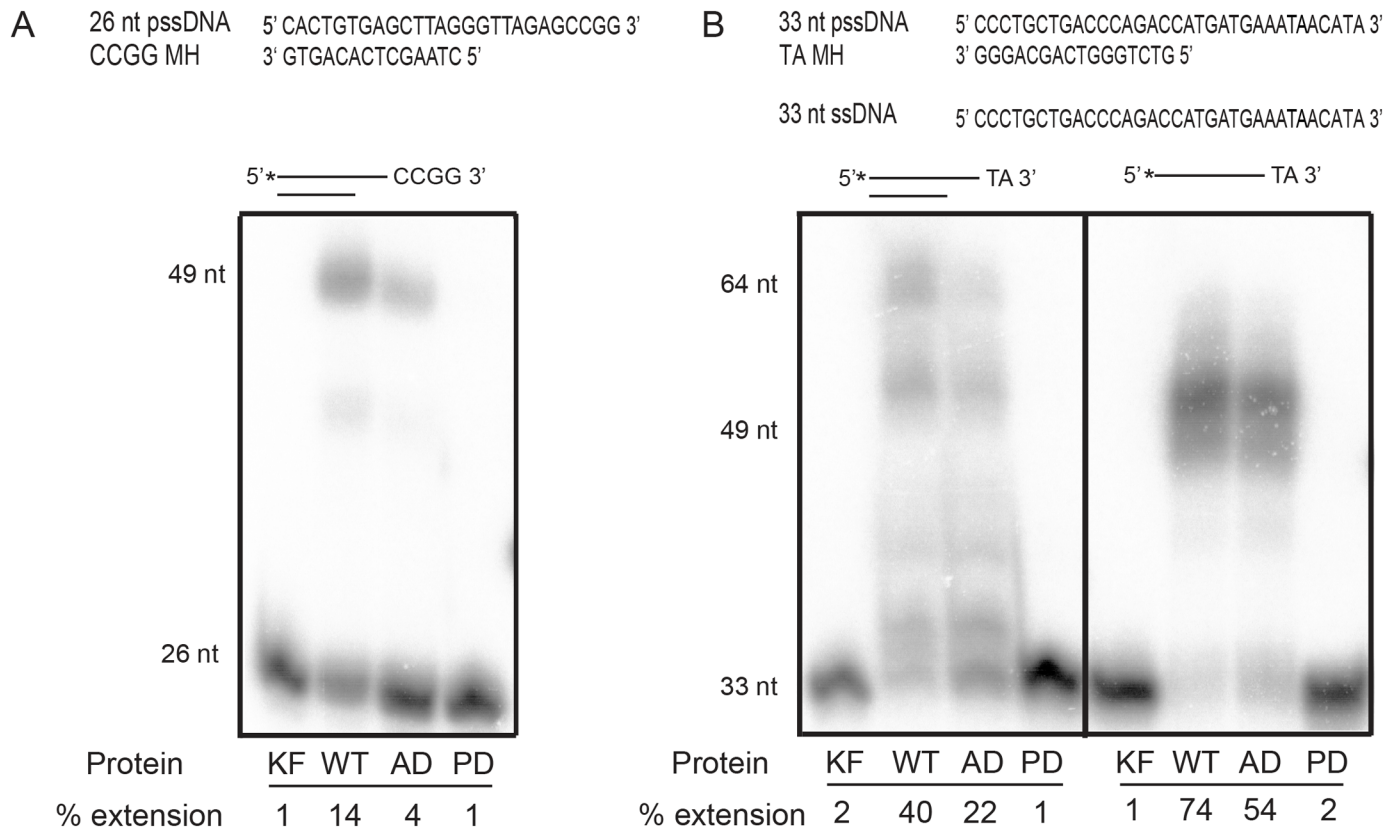 A
26 nt pssDNA 5' CACTGTGAGCTTAGGGTTAGAGCCGG 3'
CCGG MH 3' GTGACACTCGAATC 5'
5'* CCGG 3'
49 nt
26 nt
Protein KF WT AD PD
% extension 1 14 4 1
B
33 nt pssDNA 5' CCCTGCTGACCCAGACCATGATGAAATAACATA 3'
TA MH 3' GGGACGACTGGGTCTG 5'
33 nt ssDNA 5' CCCTGCTGACCCAGACCATGATGAAATAACATA 3'
5'* TA 3' 5'* TA 3'
64 nt
49 nt
33 nt
Protein KF WT AD PD KF WT AD PD
% extension 2 40 22 1 1 74 54 2